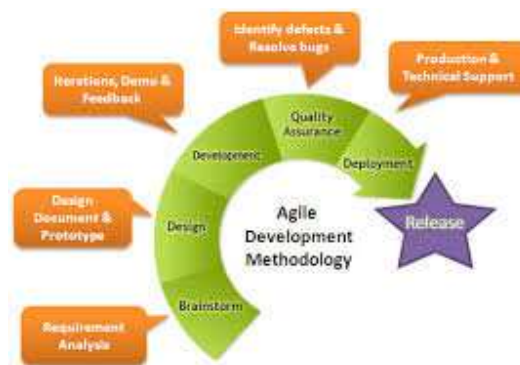 Identify defects &
Resolve bugs
Production &
Technical Support
Iterations, Demo &
Feedback
Quality
Assurance
Development
Deployment
Design
Document &
Prototype
Design
Agile
Development
Methodology
Release
Brainstorm
Requirement
Analysis